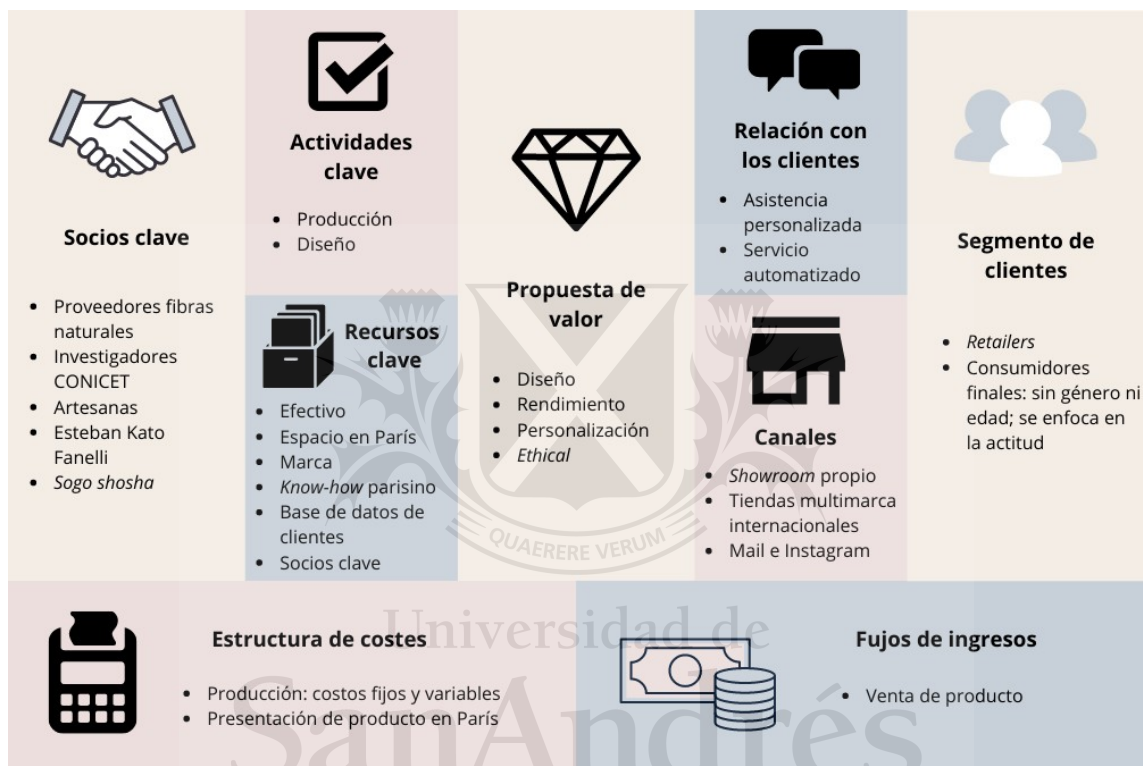 Socios clave
• Proveedores fibras
naturales
• Investigadores
CONICET
• Artesanas
• Esteban Kato
Fanelli
• Sogo shosha
Actividades
clave
• Producción
• Diseño
Recursos
clave
• Efectivo
• Espacio en París
• Marca
• Know-how parisino
• Base de datos de
clientes
• Socios clave
Propuesta de
valor
• Diseño
• Rendimiento
• Personalización
• Ethical
Relación con
los clientes
• Asistencia
personalizada
• Servicio
automatizado
Canales
• Showroom propio
• Tiendas multimarca
internacionales
• Mail e Instagram
Segmento de
clientes
• Retailers
• Consumidores
finales: sin género ni
edad; se enfoca en
la actitud
Estructura de costes
• Producción: costos fijos y variables
• Presentación de producto en París
Fujos de ingresos
• Venta de producto
QUAERERE VERUM
Universidad de
SanAndrés